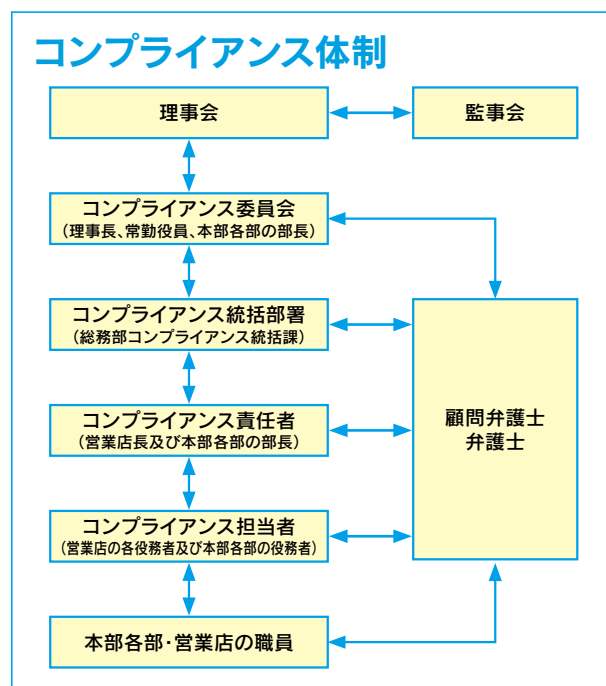 コンプライアンス体制
理事会
監事会
コンプライアンス委員会
（理事長、常勤役員、本部各部の部長）
コンプライアンス統括部署
（総務部コンプライアンス統括課）
コンプライアンス責任者
（営業店長及び本部各部の部長）
顧問弁護士
弁護士
コンプライアンス担当者
（営業店の各役務者及び本部各部の役務者）
本部各部・営業店の職員